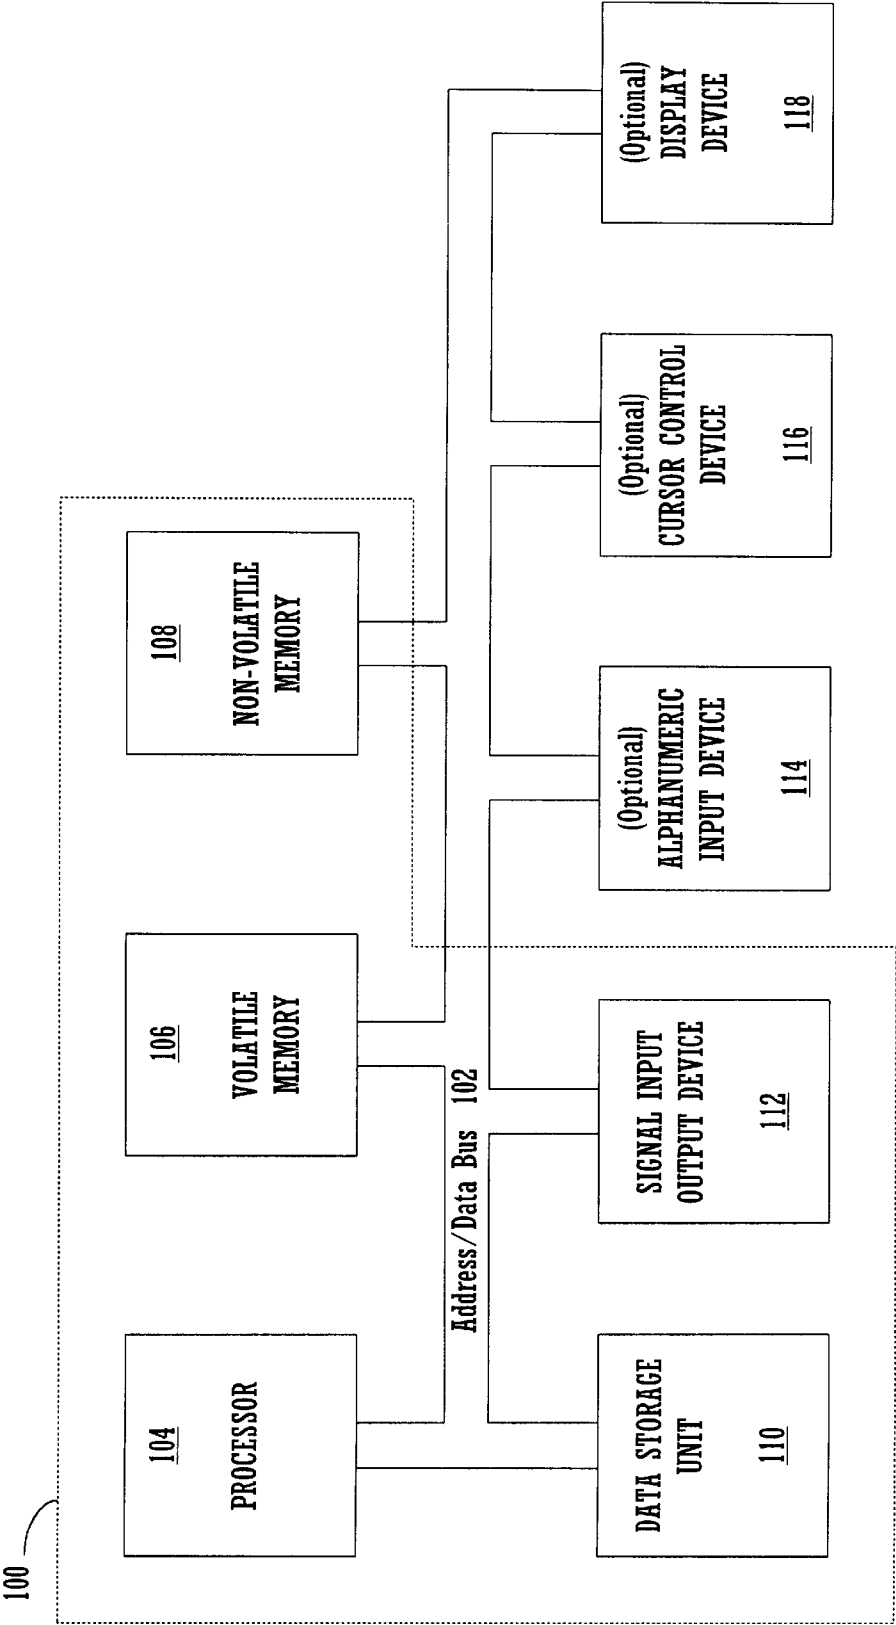 100
104
PROCESSOR
106
VOLATILE
MEMORY
108
NON-VOLATILE
MEMORY
Address/Data Bus 102
DATA STORAGE
UNIT
110
SIGNAL INPUT
OUTPUT DEVICE
112
(Optional)
ALPHANUMERIC
INPUT DEVICE
114
(Optional)
CURSOR CONTROL
DEVICE
116
(Optional)
DISPLAY
DEVICE
118